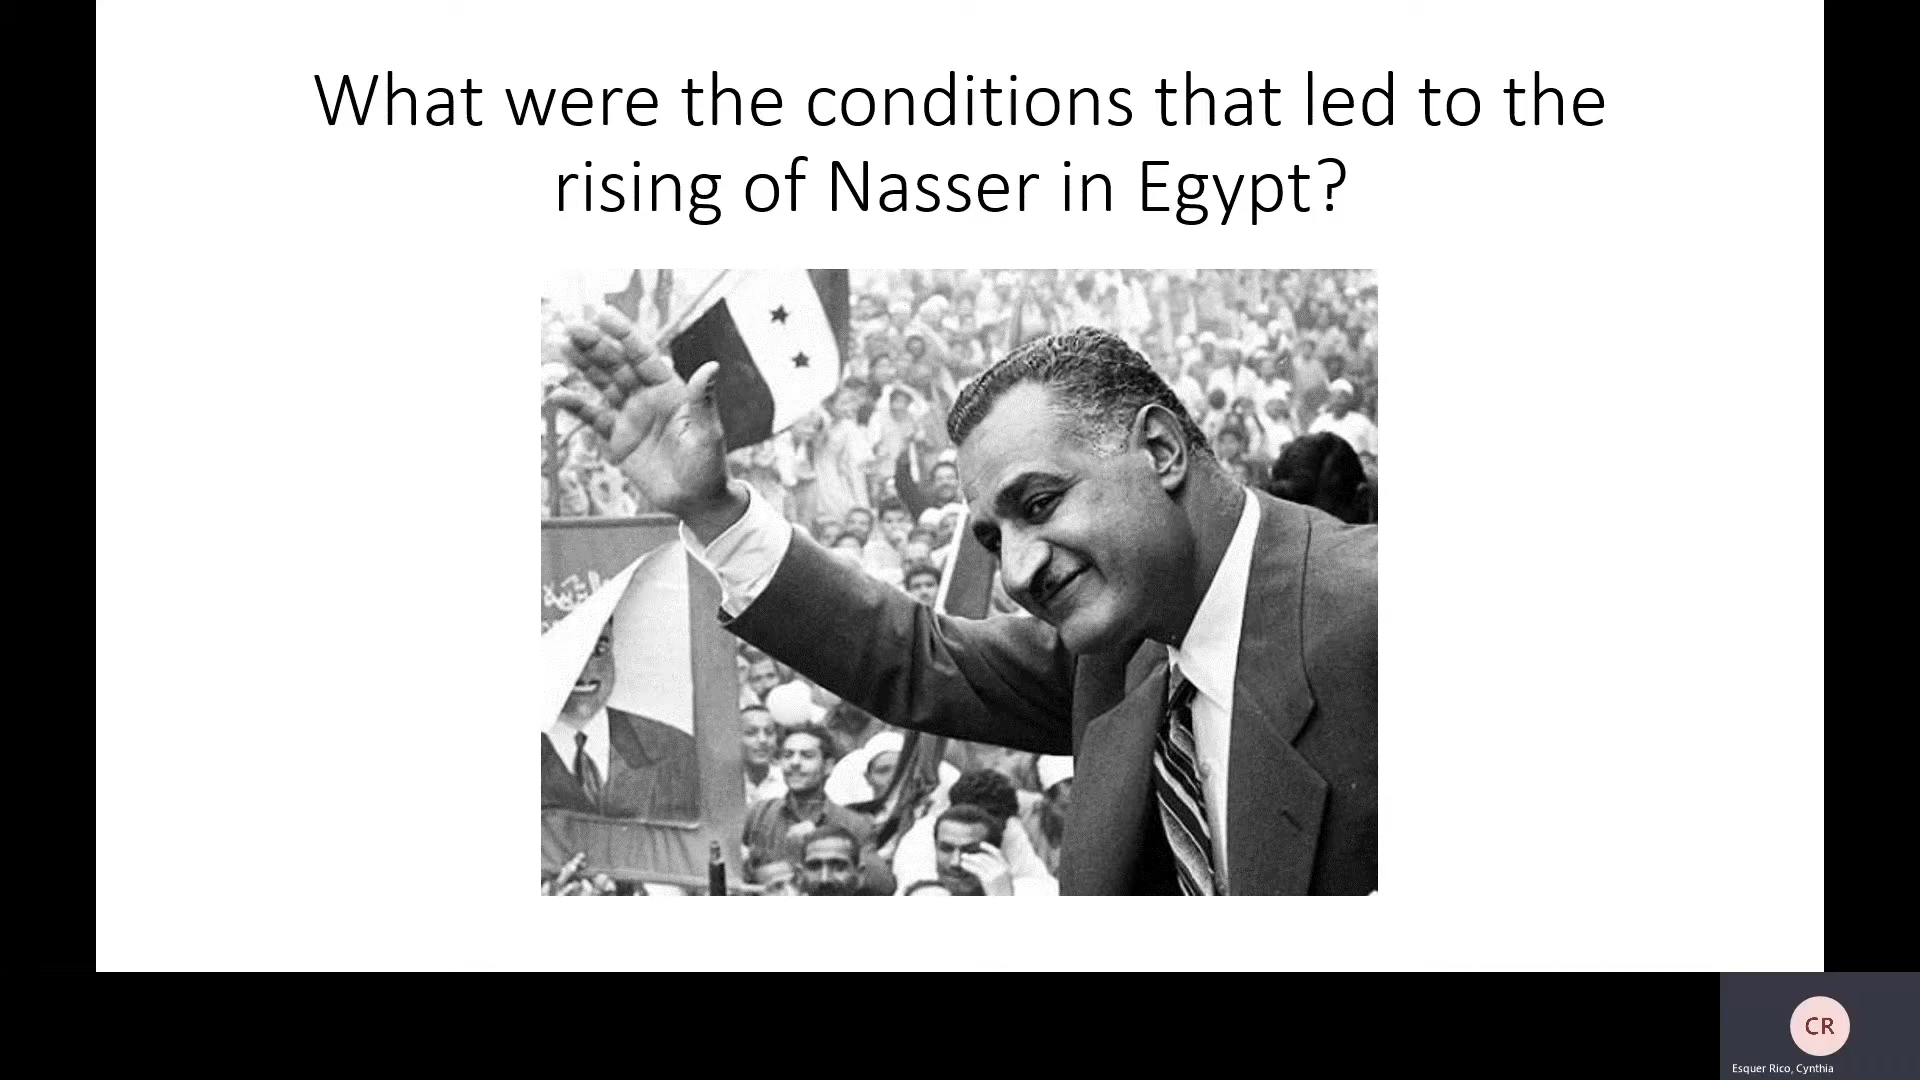 What were the conditions that led to the
rising of Nasser in Egypt?
CR
Esquer Rico, Cynthia